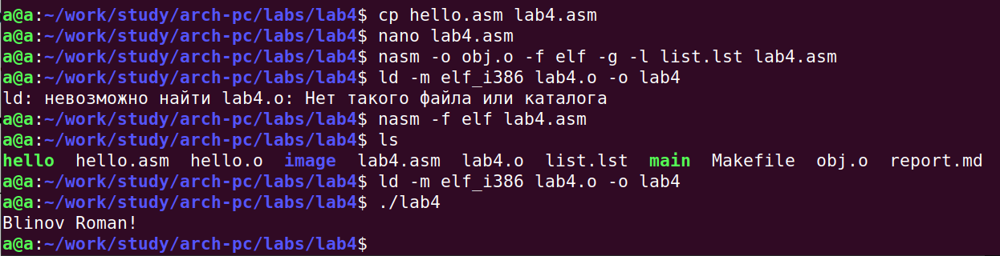 a@a:~/work/study/arch-pc/labs/lab4$ cp hello.asm lab4.asm
a@a:~/work/study/arch-pc/labs/lab4$ nano lab4.asm
a@a:~/work/study/arch-pc/labs/lab4$ nasm -o obj.o -f elf -g -l list.lst lab4.asm
a@a:~/work/study/arch-pc/labs/lab4$ ld -m elf_i386 lab4.o -o lab4
ld: невозможно найти lab4.o: Нет такого файла или каталога
a@a:~/work/study/arch-pc/labs/lab4$ nasm -f elf lab4.asm
a@a:~/work/study/arch-pc/labs/lab4$ ls
hello  hello.asm  hello.o  image  lab4.asm  lab4.o  list.lst  main  Makefile  obj.o  report.md
a@a:~/work/study/arch-pc/labs/lab4$ ld -m elf_i386 lab4.o -o lab4
a@a:~/work/study/arch-pc/labs/lab4$ ./lab4
Blinov Roman!
a@a:~/work/study/arch-pc/labs/lab4$